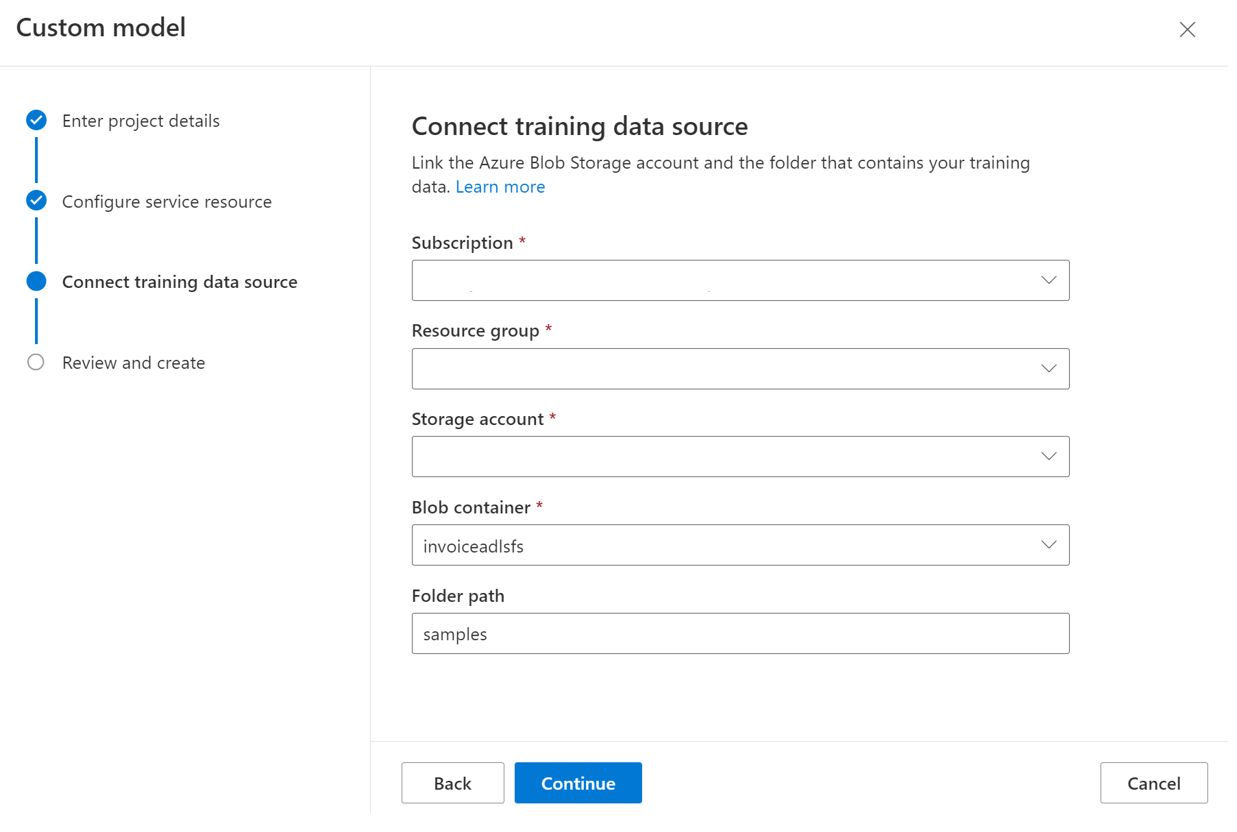 Custom model
Enter project details
Configure service resource
Connect training data source
Review and create
Connect training data source
Link the Azure Blob Storage account and the folder that contains your training
data. Learn more
Subscription *
Resource group *
Storage account *
Blob container *
invoiceadlsfs
Folder path
samples
Back
Continue
Cancel